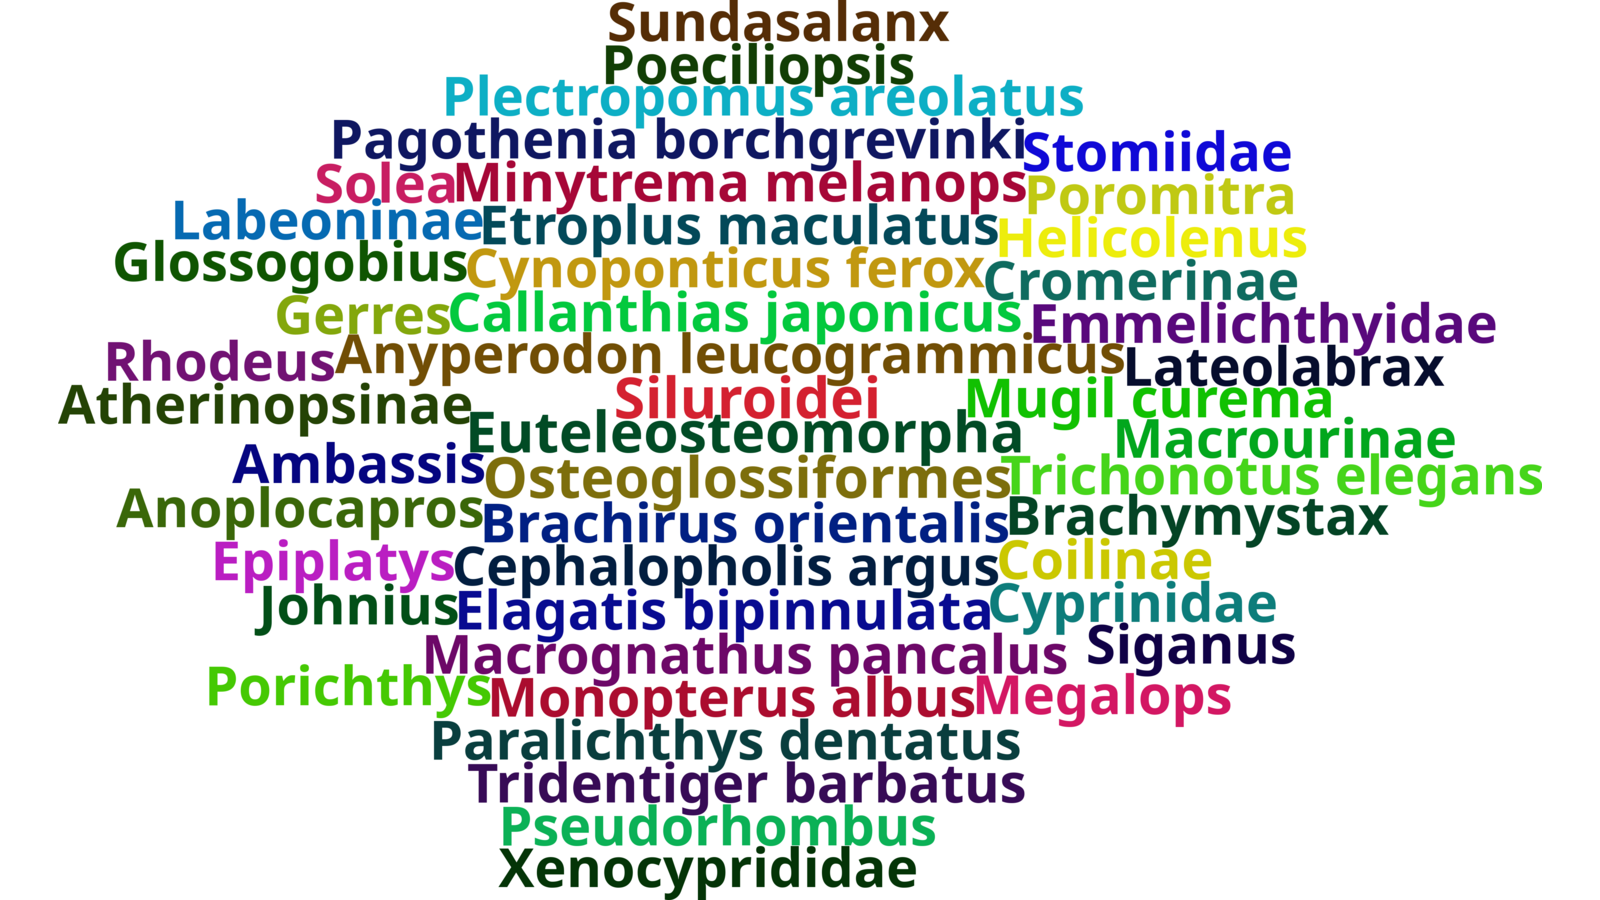 Sundasalanx
Poeciliopsis
Plectropomus areolatus
Pagothenia borchgrevinki
Stomiidae
Solea
Minytrema melanops
Poromitra
Labeoninae
Etroplus maculatus
Helicolenus
Glossogobius
Cynoponticus ferox
Cromerinae
Gerres
Callanthias japonicus
Emmelichthyidae
Rhodeus
Anyperodon leucogrammicus
Lateolabrax
Atherinopsinae
Siluroidei
Mugil curema
Euteleosteomorpha
Macrourinae
Ambassis
Osteoglossiformes
Trichonotus elegans
Anoplocapros
Brachirus orientalis
Brachymystax
Epiplatys
Cephalopholis argus
Coilinae
Johnius
Elagatis bipinnulata
Cyprinidae
Macrognathus pancalus
Siganus
Porichthys
Monopterus albus
Megalops
Paralichthys dentatus
Tridentiger barbatus
Pseudorhombus
Xenocyprididae